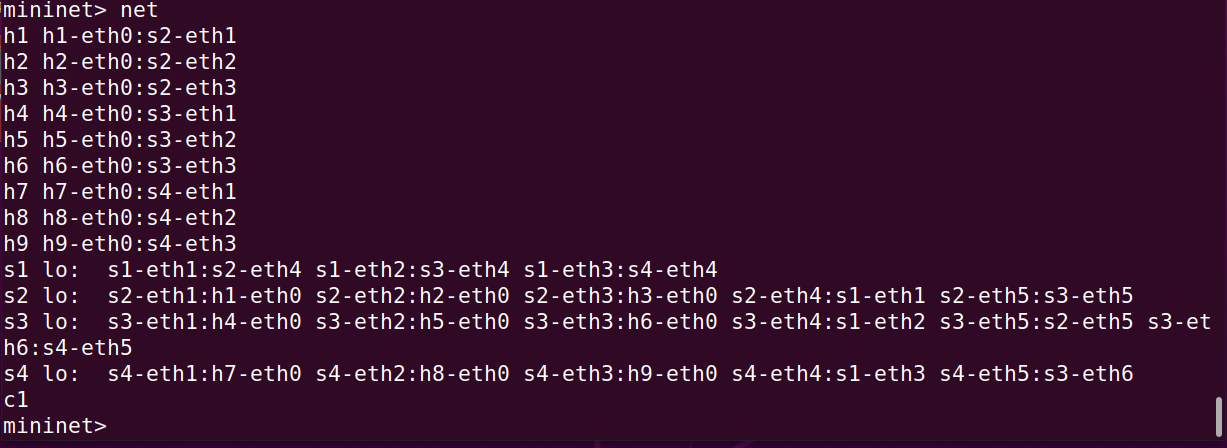 mininet> net
h1 h1-eth0:s2-eth1
h2 h2-eth0:s2-eth2
h3 h3-eth0:s2-eth3
h4 h4-eth0:s3-eth1
h5 h5-eth0:s3-eth2
h6 h6-eth0:s3-eth3
h7 h7-eth0:s4-eth1
h8 h8-eth0:s4-eth2
h9 h9-eth0:s4-eth3
s1 lo:  s1-eth1:s2-eth4 s1-eth2:s3-eth4 s1-eth3:s4-eth4
s2 lo:  s2-eth1:h1-eth0 s2-eth2:h2-eth0 s2-eth3:h3-eth0 s2-eth4:s1-eth1 s2-eth5:s3-eth5
s3 lo:  s3-eth1:h4-eth0 s3-eth2:h5-eth0 s3-eth3:h6-eth0 s3-eth4:s1-eth2 s3-eth5:s2-eth5 s3-et
h6:s4-eth5
s4 lo:  s4-eth1:h7-eth0 s4-eth2:h8-eth0 s4-eth3:h9-eth0 s4-eth4:s1-eth3 s4-eth5:s3-eth6
c1
mininet>